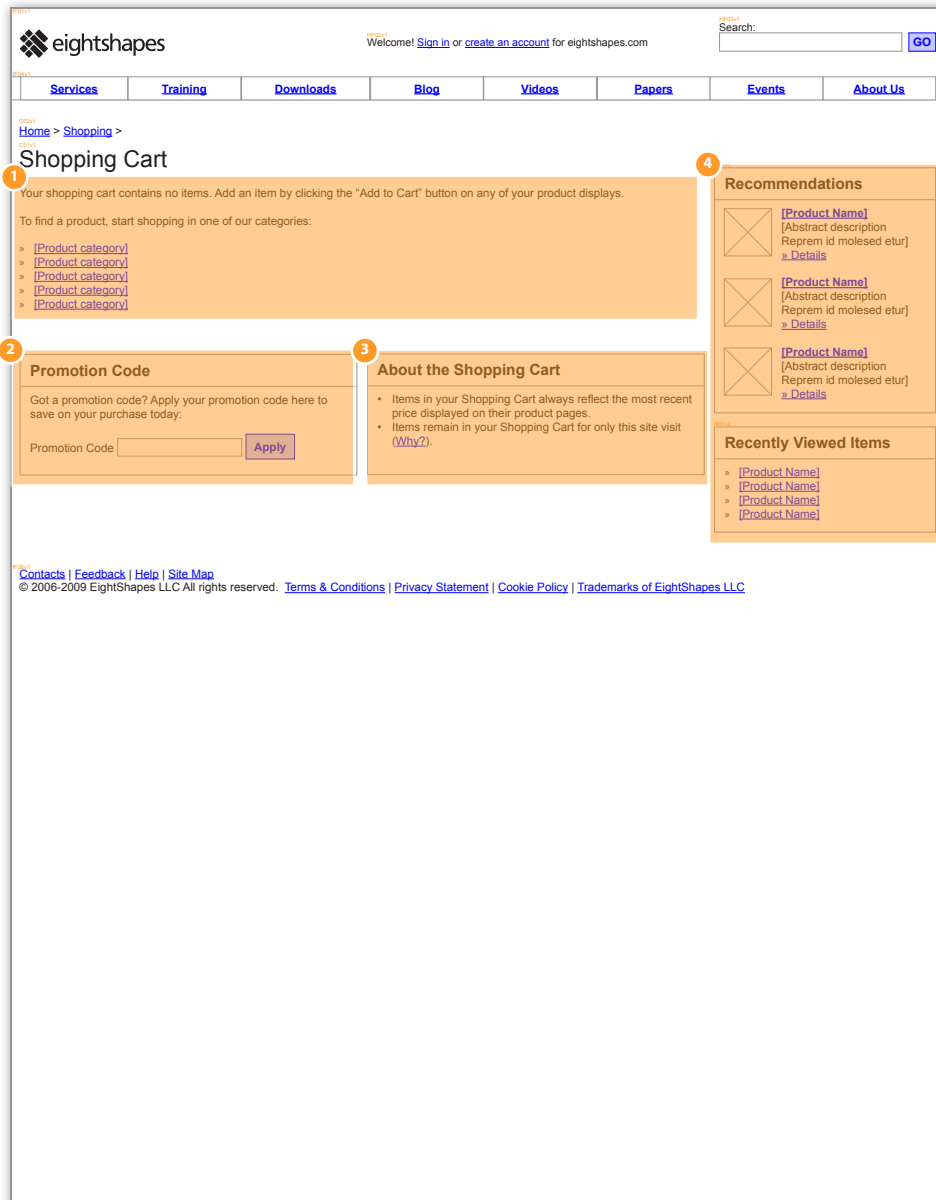 eightshapes
Welcome! Sign in or create an account for eightshapes.com
HF03v1
Search:
GO
Services Training Downloads Blog Videos Papers Events About Us
C02v1
Home > Shopping >
C01v1
Shopping Cart
1
Your shopping cart contains no items. Add an item by clicking the “Add to Cart” button on any of your product displays.
To find a product, start shopping in one of our categories:
» [Product category]
» [Product category]
» [Product category]
» [Product category]
» [Product category]
2
Promotion Code
Got a promotion code? Apply your promotion code here to
save on your purchase today:
Promotion Code
Apply
3
About the Shopping Cart
• Items in your Shopping Cart always reflect the most recent
price displayed on their product pages.
• Items remain in your Shopping Cart for only this site visit
(Why?).
4
Recommendations
[Product Name]
[Abstract description
Reprem id molesed etur]
» Details
[Product Name]
[Abstract description
Reprem id molesed etur]
» Details
[Product Name]
[Abstract description
Reprem id molesed etur]
» Details
Recently Viewed Items
» [Product Name]
» [Product Name]
» [Product Name]
» [Product Name]
Contacts | Feedback | Help | Site Map
© 2006-2009 EightShapes LLC All rights reserved. Terms & Conditions | Privacy Statement | Cookie Policy | Trademarks of EightShapes LLC